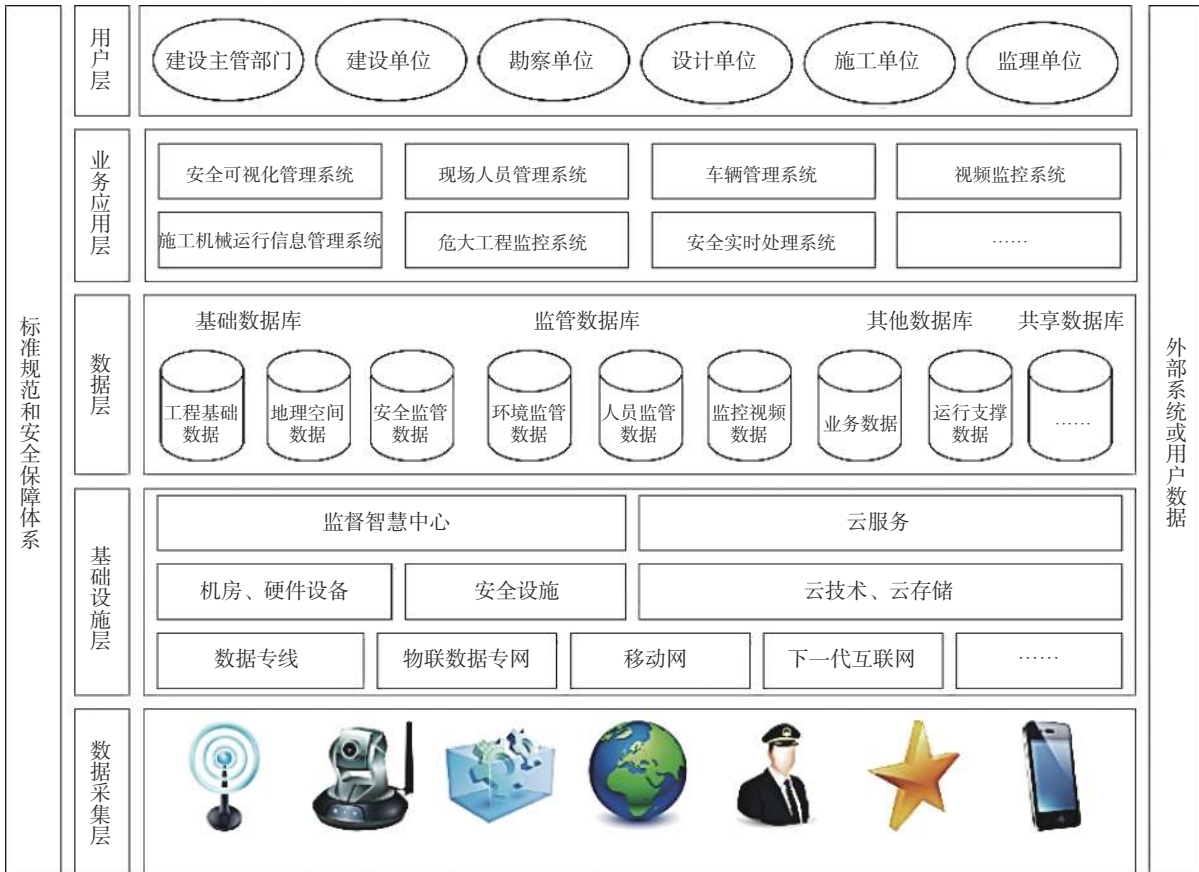 标准规范和安全保障体系
用户层
建设主管部门
建设单位
勘察单位
设计单位
施工单位
监理单位
业务应用层
安全可视化管理系统
现场人员管理系统
车辆管理系统
视频监控系统
施工机械运行信息管理系统
危大工程监控系统
安全实时处理系统
……
数据层
基础数据库
监管数据库
其他数据库
共享数据库
工程基础
数据
地理空间
数据
安全监管
数据
环境监管
数据
人员监管
数据
监控视频
数据
业务数据
运行支撑
数据
……
基础设施层
监督智慧中心
云服务
机房、硬件设备
安全设施
云技术、云存储
数据专线
物联数据专网
移动网
下一代互联网
……
数据采集层
外部系统或用户数据